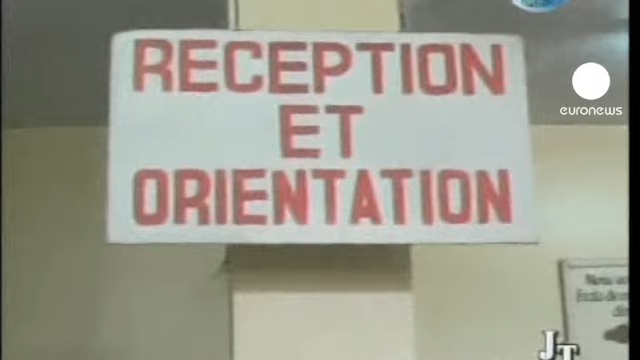 RECEPTION
ET
ORIENTATION
euronews
JT